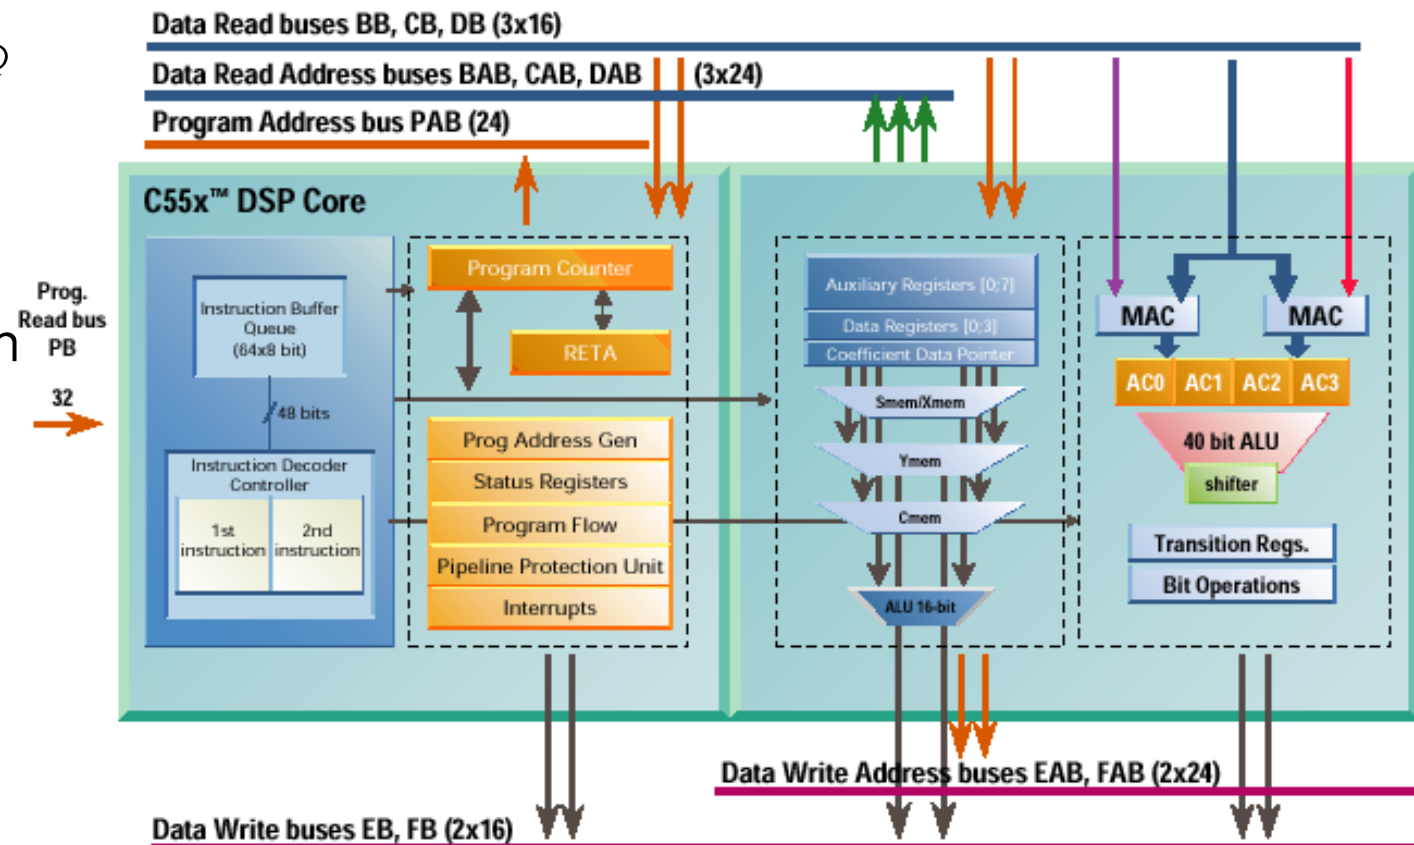 Data Read buses BB, CB, DB (3x16)
Data Read Address buses BAB, CAB, DAB (3x24)
Program Address bus PAB (24)
C55x™ DSP Core
Prog.
Read bus
PB
32
n
Instruction Buffer
Queue
(64x8 bit)
48 bits
Instruction Decoder
Controller
1st
instruction
2nd
instruction
Program Counter
RETA
Prog Address Gen
Status Registers
Program Flow
Pipeline Protection Unit
Interrupts
Auxiliary Registers [0;7]
Data Registers [0;3]
Coefficient Data Pointer
Smem/Xmem
Ymem
Cmem
ALU 16-bit
MAC
MAC
AC0 AC1 AC2 AC3
40 bit ALU
shifter
Transition Regs.
Bit Operations
Data Write Address buses EAB, FAB (2x24)
Data Write buses EB, FB (2x16)